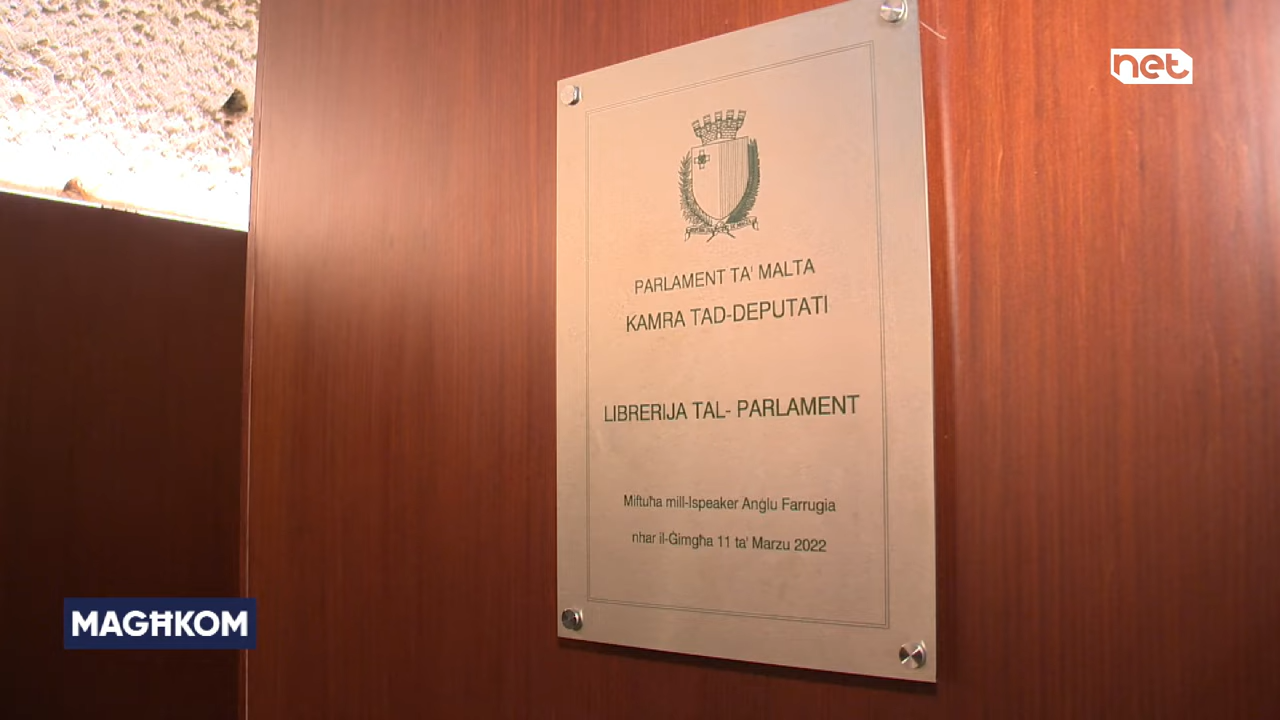 net
PARLAMENT TA' MALTA
KAMRA TAD-DEPUTATI
LIBRERIJA TAL- PARLAMENT
Miftuħa mill-Ispeaker Anġlu Farrugia
nhar il-Ġimgħa 11 ta' Marzu 2022
MAGĦKOM